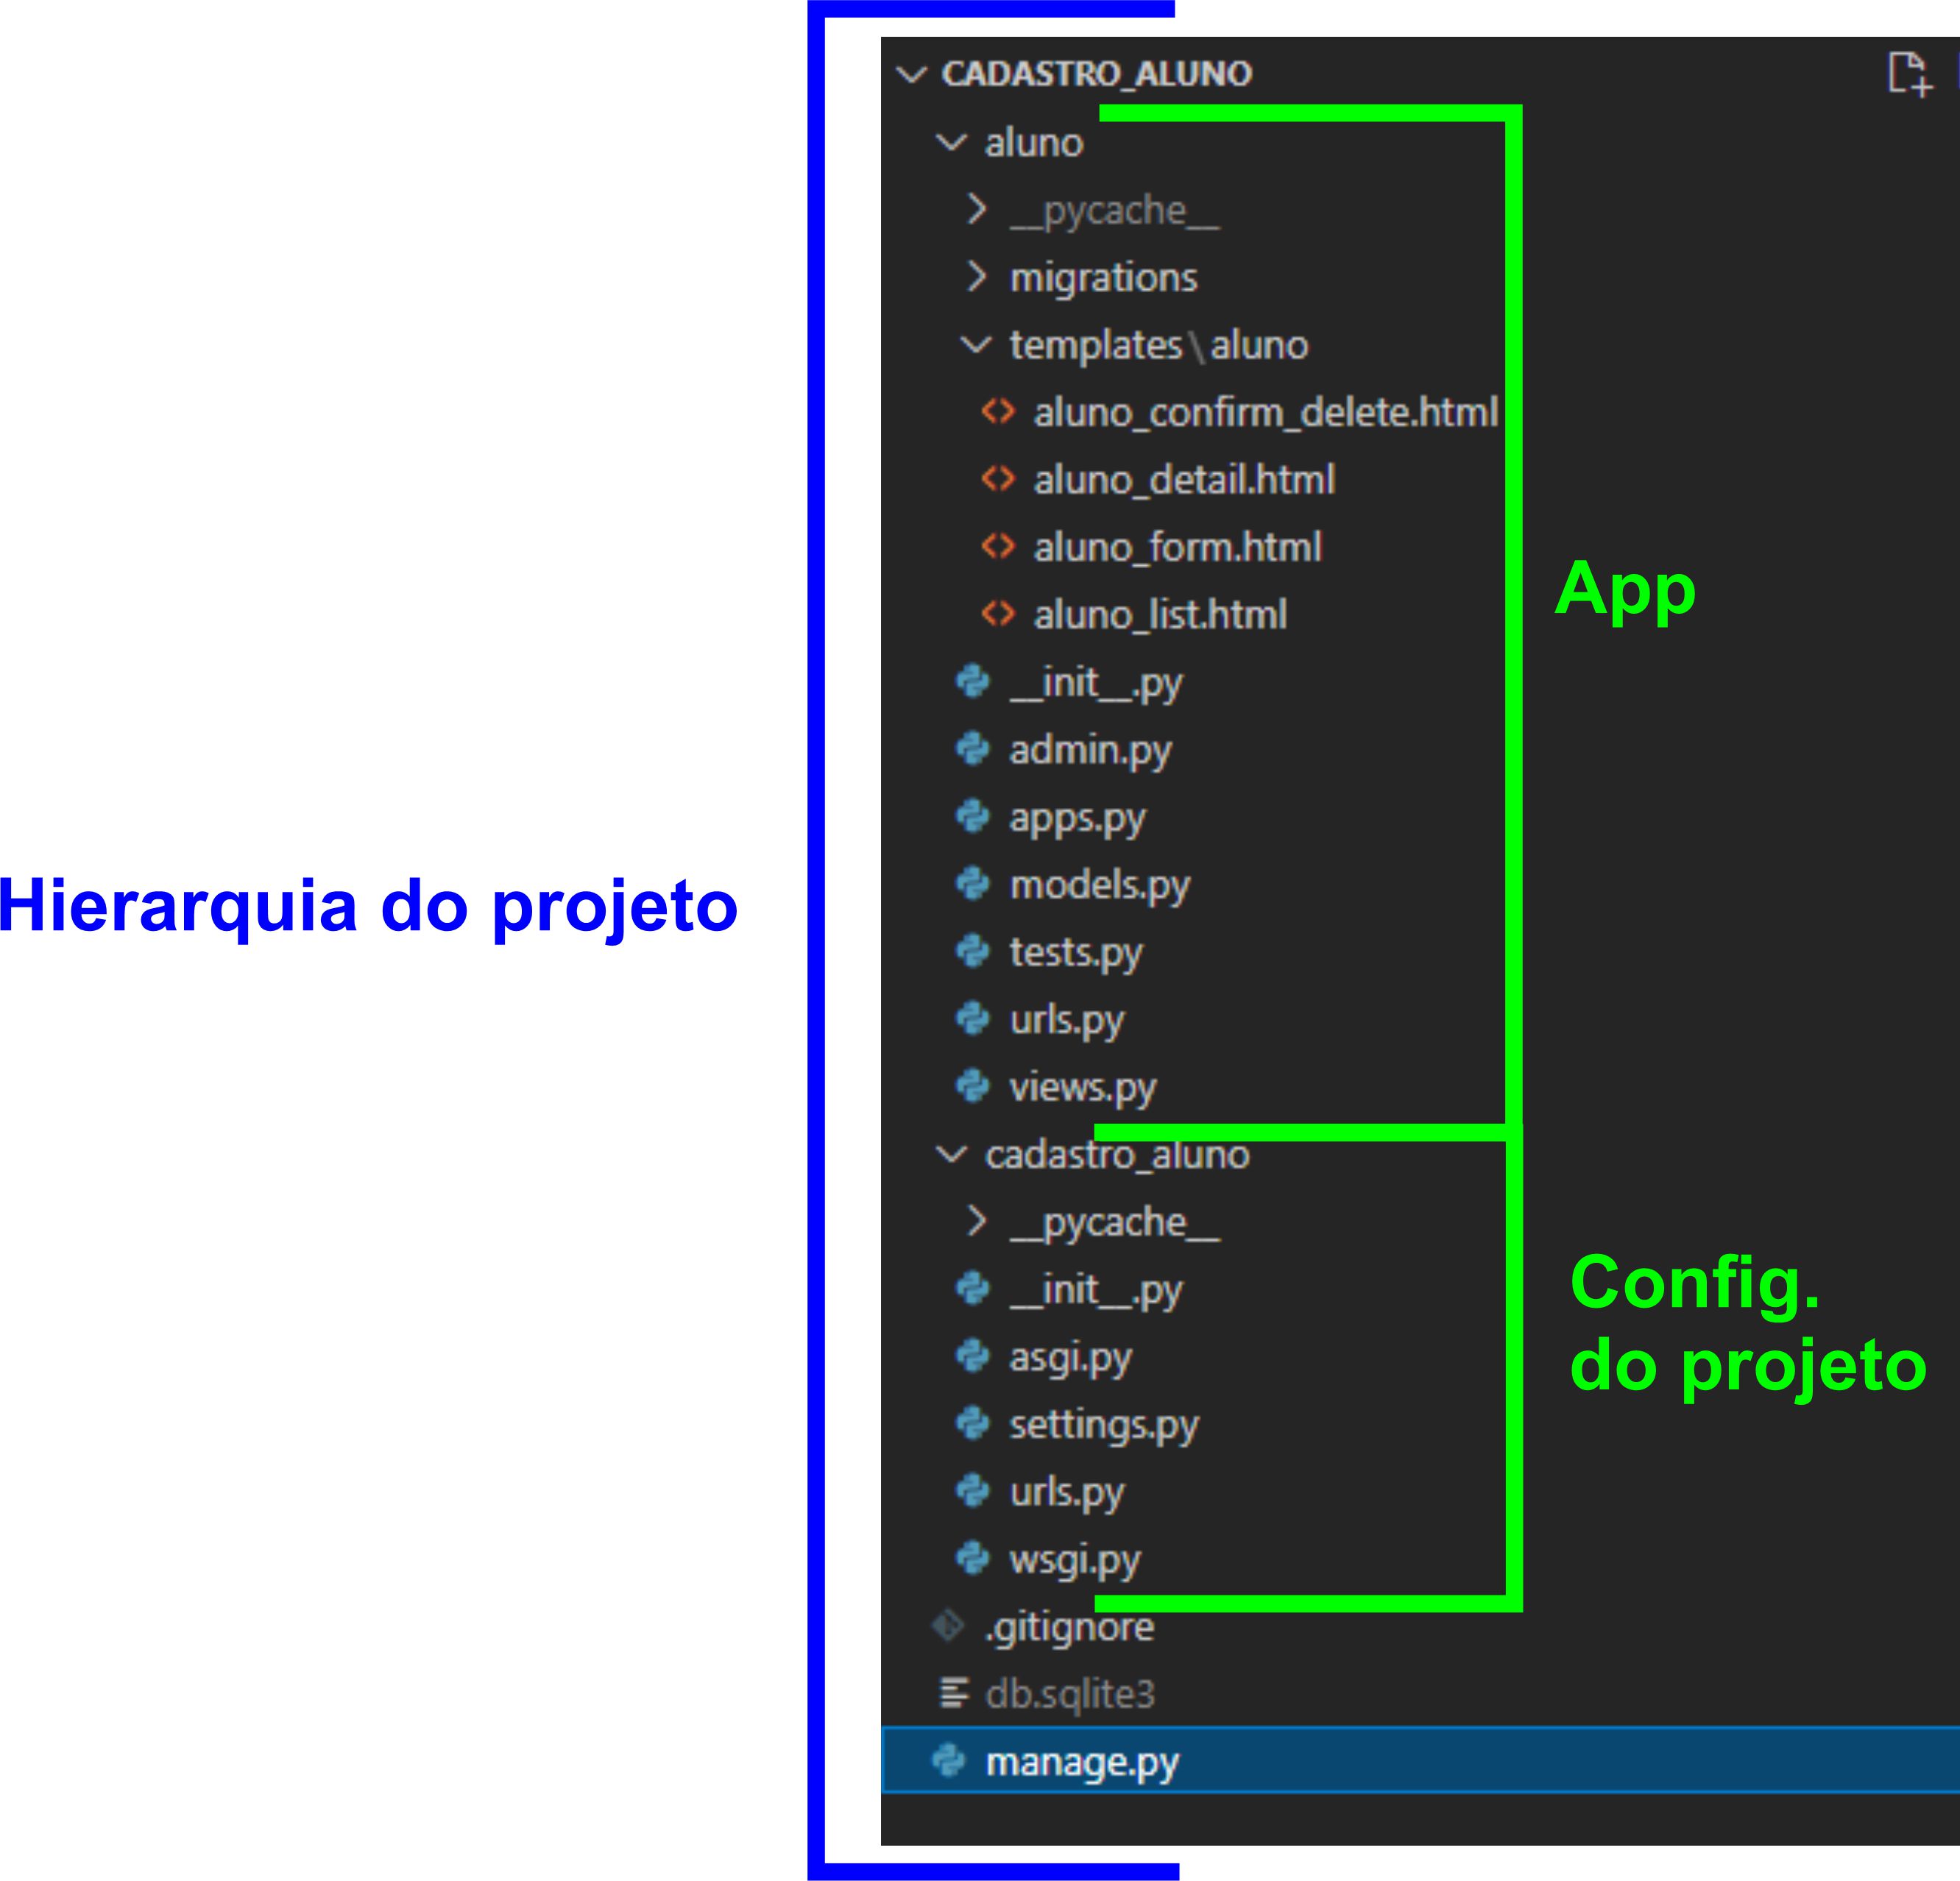 CADASTRO_ALUNO
aluno
__pycache__
migrations
templates\aluno
aluno_confirm_delete.html
aluno_detail.html
aluno_form.html
aluno_list.html
App
__init__.py
admin.py
apps.py
models.py
Hierarquia do projeto
tests.py
urls.py
views.py
cadastro_aluno
__pycache__
__init__.py
Config.
do projeto
asgi.py
settings.py
urls.py
wsgi.py
.gitignore
db.sqlite3
manage.py